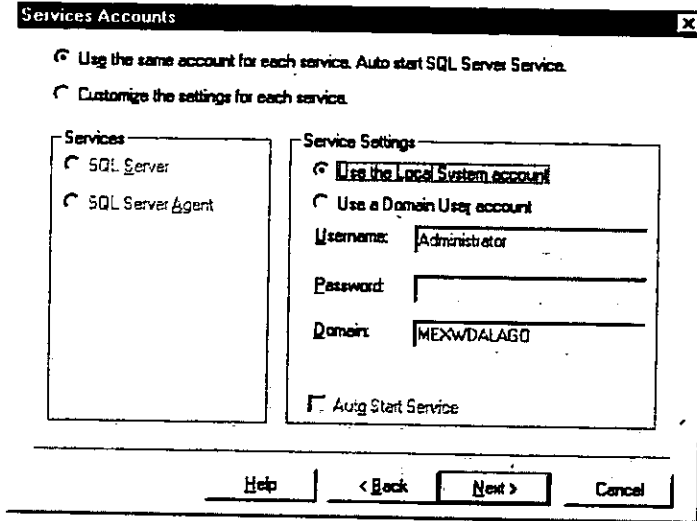 Services Accounts
Use the same account for each service. Auto start SQL Server Service.
Customize the settings for each service.
Services
SQL Server
SQL Server Agent
Service Settings
Use the Local System account
Use a Domain User account
Username: Administrator
Password:
Domain: MEXWDALAGO
Auto Start Service
Help
< Back
Next >
Cancel